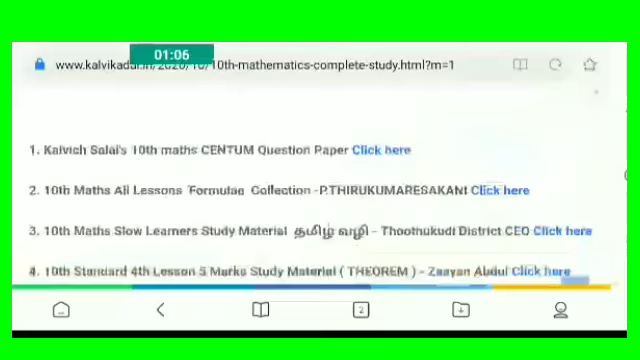 01:06
www.kalvikadal.in/2020/10/10th-mathematics-complete-study.html?m=1
1. Kalvich Salai's 10th maths CENTUM Question Paper Click here
2. 10th Maths All Lessons Formulae Collection -P.THIRUKUMARESAKANI Click here
3. 10th Maths Slow Learners Study Material தமிழ் வழி - Thoothukudi District CEO Click here
4. 10th Standard 4th Lesson 5 Marks Study Material ( THEOREM ) - Zaayan Abdul Click here
2